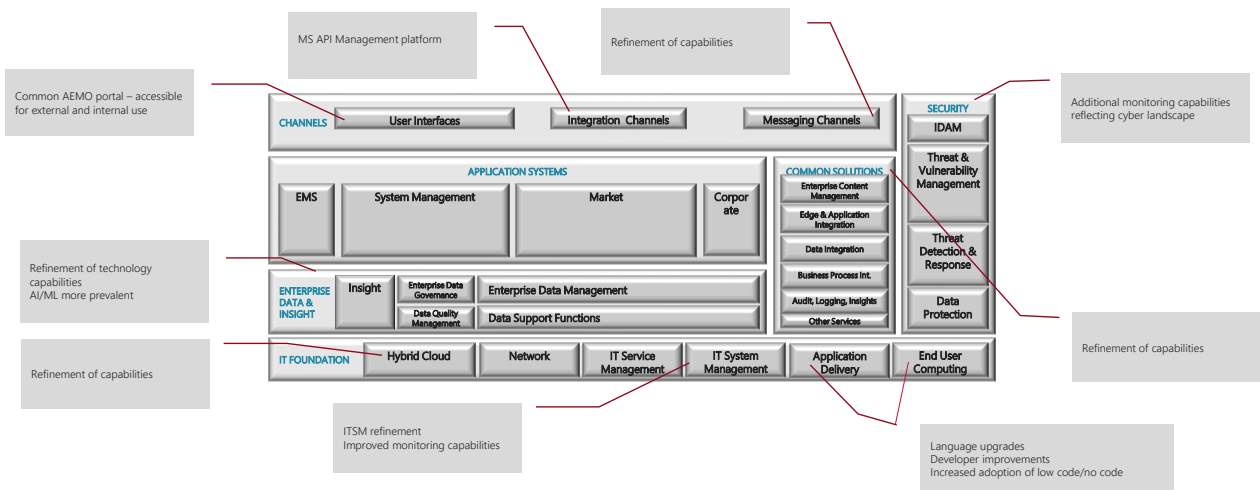 MS API Management platform
Refinement of capabilities
Common AEMO portal – accessible
for external and internal use
Additional monitoring capabilities
reflecting cyber landscape
CHANNELS
User Interfaces
Integration Channels
Messaging Channels
SECURITY
IDAM
Threat &
Vulnerability
Management
Threat
Detection &
Response
Data
Protection
APPLICATION SYSTEMS
EMS
System Management
Market
Corpor
ate
COMMON SOLUTIONS
Enterprise Content
Management
Edge & Application
Integration
Data Integration
Business Process Int.
Audit, Logging, Insights
Other Services
Refinement of technology
capabilities
AI/ML more prevalent
ENTERPRISE
DATA &
INSIGHT
Insight
Enterprise Data
Governance
Enterprise Data Management
Data Quality
Management
Data Support Functions
Refinement of capabilities
IT FOUNDATION
Hybrid Cloud
Network
IT Service
Management
IT System
Management
Application
Delivery
End User
Computing
Refinement of capabilities
ITSM refinement
Improved monitoring capabilities
Language upgrades
Developer improvements
Increased adoption of low code/no code